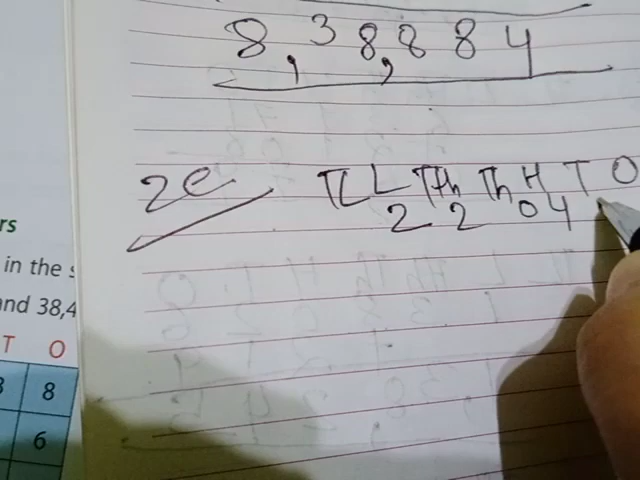 8,38,884
2e
TL L TTh Th H T O
2 2 0 4
rs
in the
and 38,4
T O
8
6